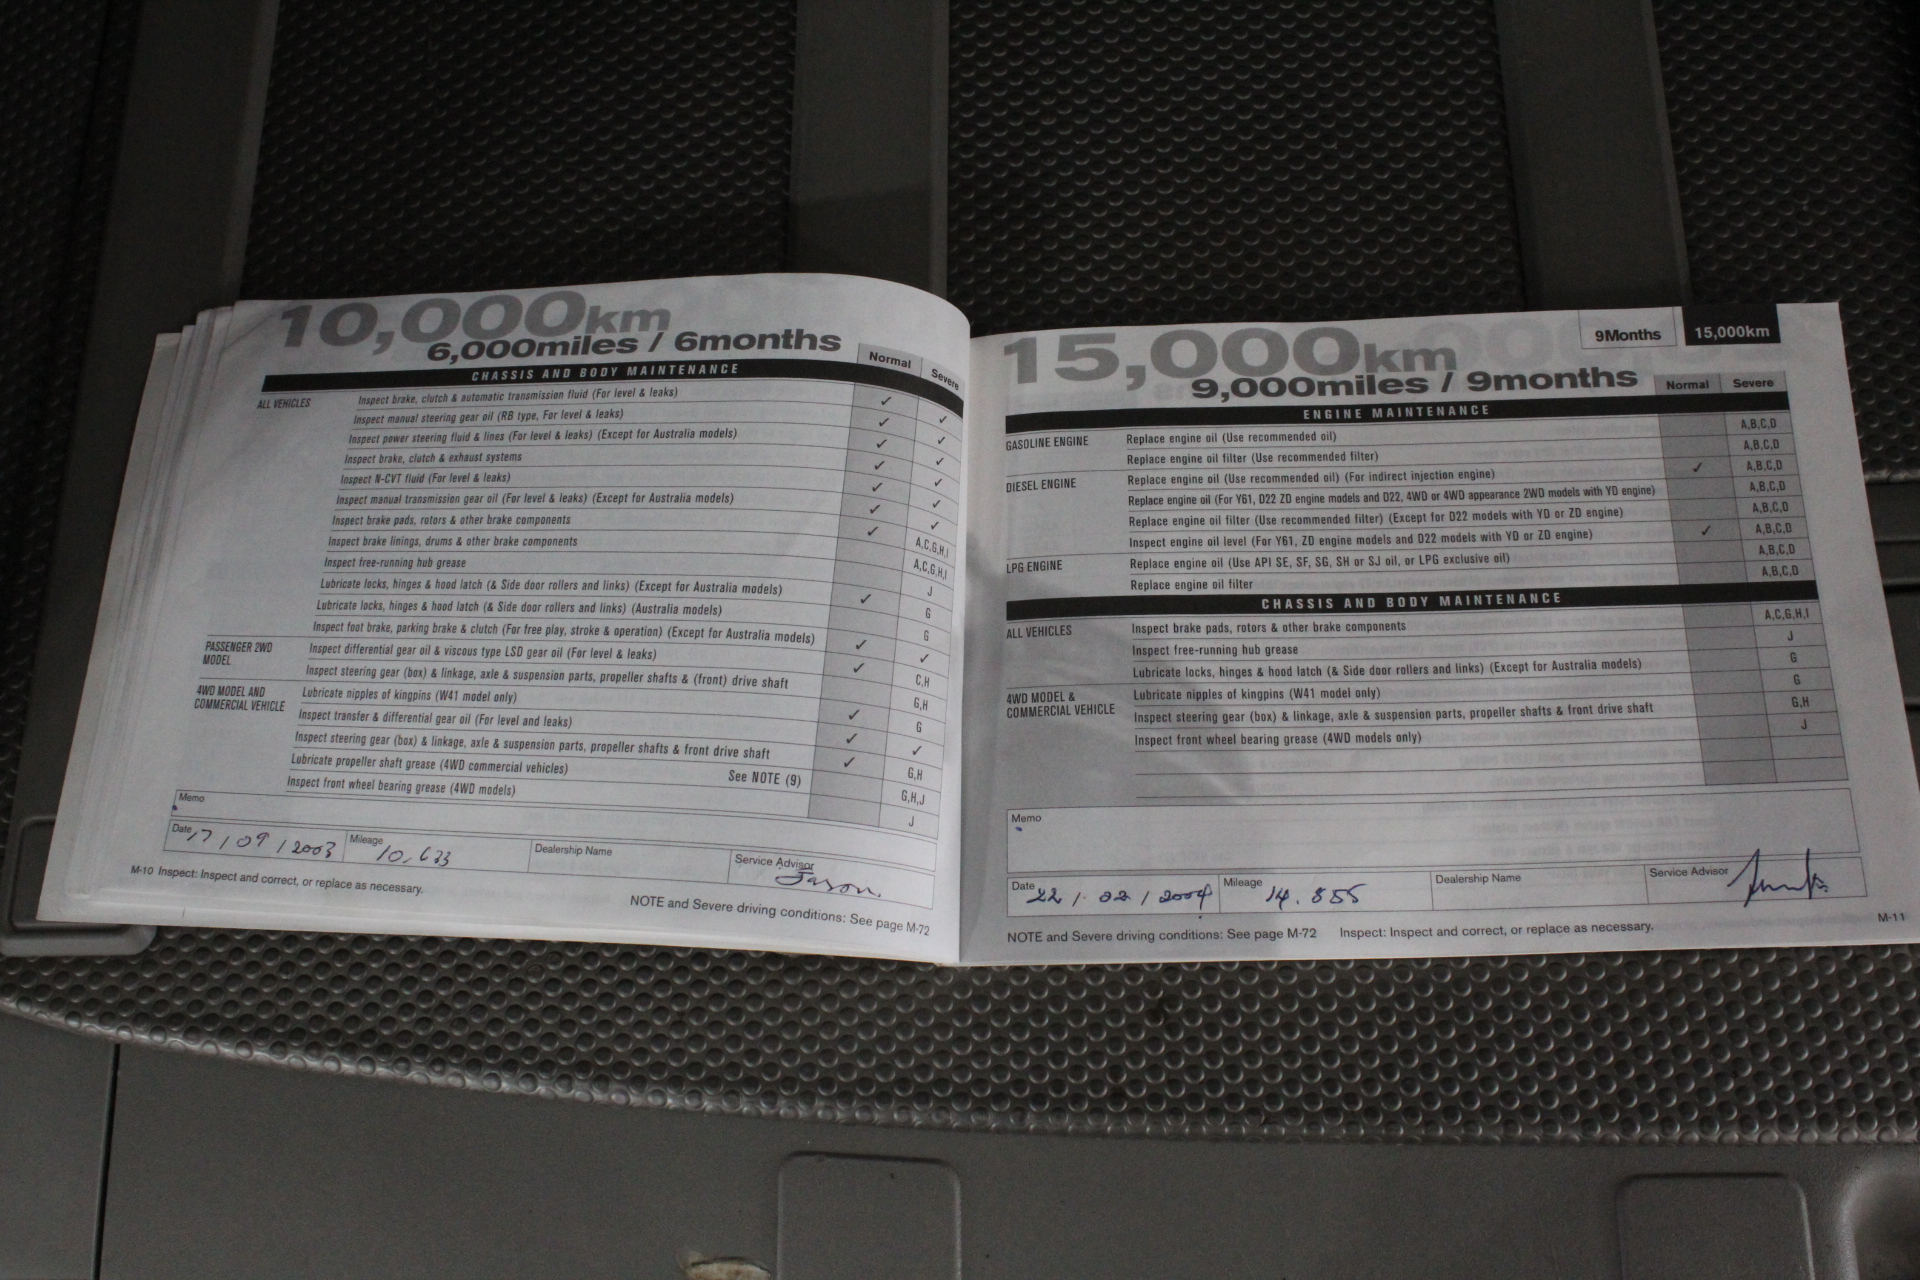 10,000km
6,000miles / 6months
Normal Severe
CHASSIS AND BODY MAINTENANCE
ALL VEHICLES Inspect brake, clutch & automatic transmission fluid (For level & leaks) ✓ ✓
Inspect manual steering gear oil (RB type, For level & leaks) ✓ ✓
Inspect power steering fluid & lines (For level & leaks) (Except for Australia models) ✓ ✓
Inspect brake, clutch & exhaust systems ✓ ✓
Inspect N-CVT fluid (For level & leaks) ✓ ✓
Inspect manual transmission gear oil (For level & leaks) (Except for Australia models) ✓ ✓
Inspect brake pads, rotors & other brake components ✓ A,C,G,H,I
Inspect brake linings, drums & other brake components A,C,G,H,I
Inspect free-running hub grease J
Lubricate locks, hinges & hood latch (& Side door rollers and links) (Except for Australia models) ✓ G
Lubricate locks, hinges & hood latch (& Side door rollers and links) (Australia models) G
Inspect foot brake, parking brake & clutch (For free play, stroke & operation) (Except for Australia models) ✓ ✓
PASSENGER 2WD MODEL Inspect differential gear oil & viscous type LSD gear oil (For level & leaks) ✓ C,H
Inspect steering gear (box) & linkage, axle & suspension parts, propeller shafts & (front) drive shaft G,H
4WD MODEL AND COMMERCIAL VEHICLE Lubricate nipples of kingpins (W41 model only) ✓ G
Inspect transfer & differential gear oil (For level and leaks) ✓ ✓
Inspect steering gear (box) & linkage, axle & suspension parts, propeller shafts & front drive shaft ✓ G,H
Lubricate propeller shaft grease (4WD commercial vehicles) See NOTE (9) G,H,J
Inspect front wheel bearing grease (4WD models) J
Memo
Date 17/09/2003 Mileage 10,633 Dealership Name Service Advisor Jason.
M-10 Inspect: Inspect and correct, or replace as necessary.
NOTE and Severe driving conditions: See page M-72
9Months 15,000km
15,000km
9,000miles / 9months
Normal Severe
ENGINE MAINTENANCE
GASOLINE ENGINE Replace engine oil (Use recommended oil) A,B,C,D
Replace engine oil filter (Use recommended filter) A,B,C,D
DIESEL ENGINE Replace engine oil (Use recommended oil) (For indirect injection engine) ✓ A,B,C,D
Replace engine oil (For Y61, D22 ZD engine models and D22, 4WD or 4WD appearance 2WD models with YD engine) A,B,C,D
Replace engine oil filter (Use recommended filter) (Except for D22 models with YD or ZD engine) A,B,C,D
Inspect engine oil level (For Y61, ZD engine models and D22 models with YD or ZD engine) ✓ A,B,C,D
LPG ENGINE Replace engine oil (Use API SE, SF, SG, SH or SJ oil, or LPG exclusive oil) A,B,C,D
Replace engine oil filter A,B,C,D
CHASSIS AND BODY MAINTENANCE
ALL VEHICLES Inspect brake pads, rotors & other brake components A,C,G,H,I
Inspect free-running hub grease J
Lubricate locks, hinges & hood latch (& Side door rollers and links) (Except for Australia models) G
4WD MODEL & COMMERCIAL VEHICLE Lubricate nipples of kingpins (W41 model only) G
Inspect steering gear (box) & linkage, axle & suspension parts, propeller shafts & front drive shaft G,H
Inspect front wheel bearing grease (4WD models only) J
Memo
Date 22/02/2004 Mileage 14.855 Dealership Name Service Advisor
NOTE and Severe driving conditions: See page M-72 Inspect: Inspect and correct, or replace as necessary.
M-11